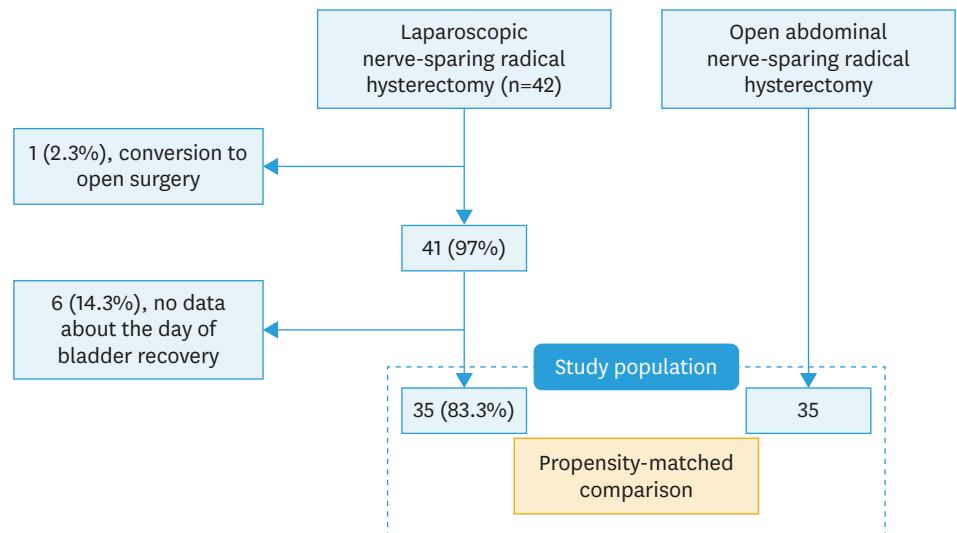 Laparoscopic
nerve-sparing radical
hysterectomy (n=42)
Open abdominal
nerve-sparing radical
hysterectomy
1 (2.3%), conversion to
open surgery
41 (97%)
6 (14.3%), no data
about the day of
bladder recovery
Study population
35 (83.3%)
35
Propensity-matched
comparison